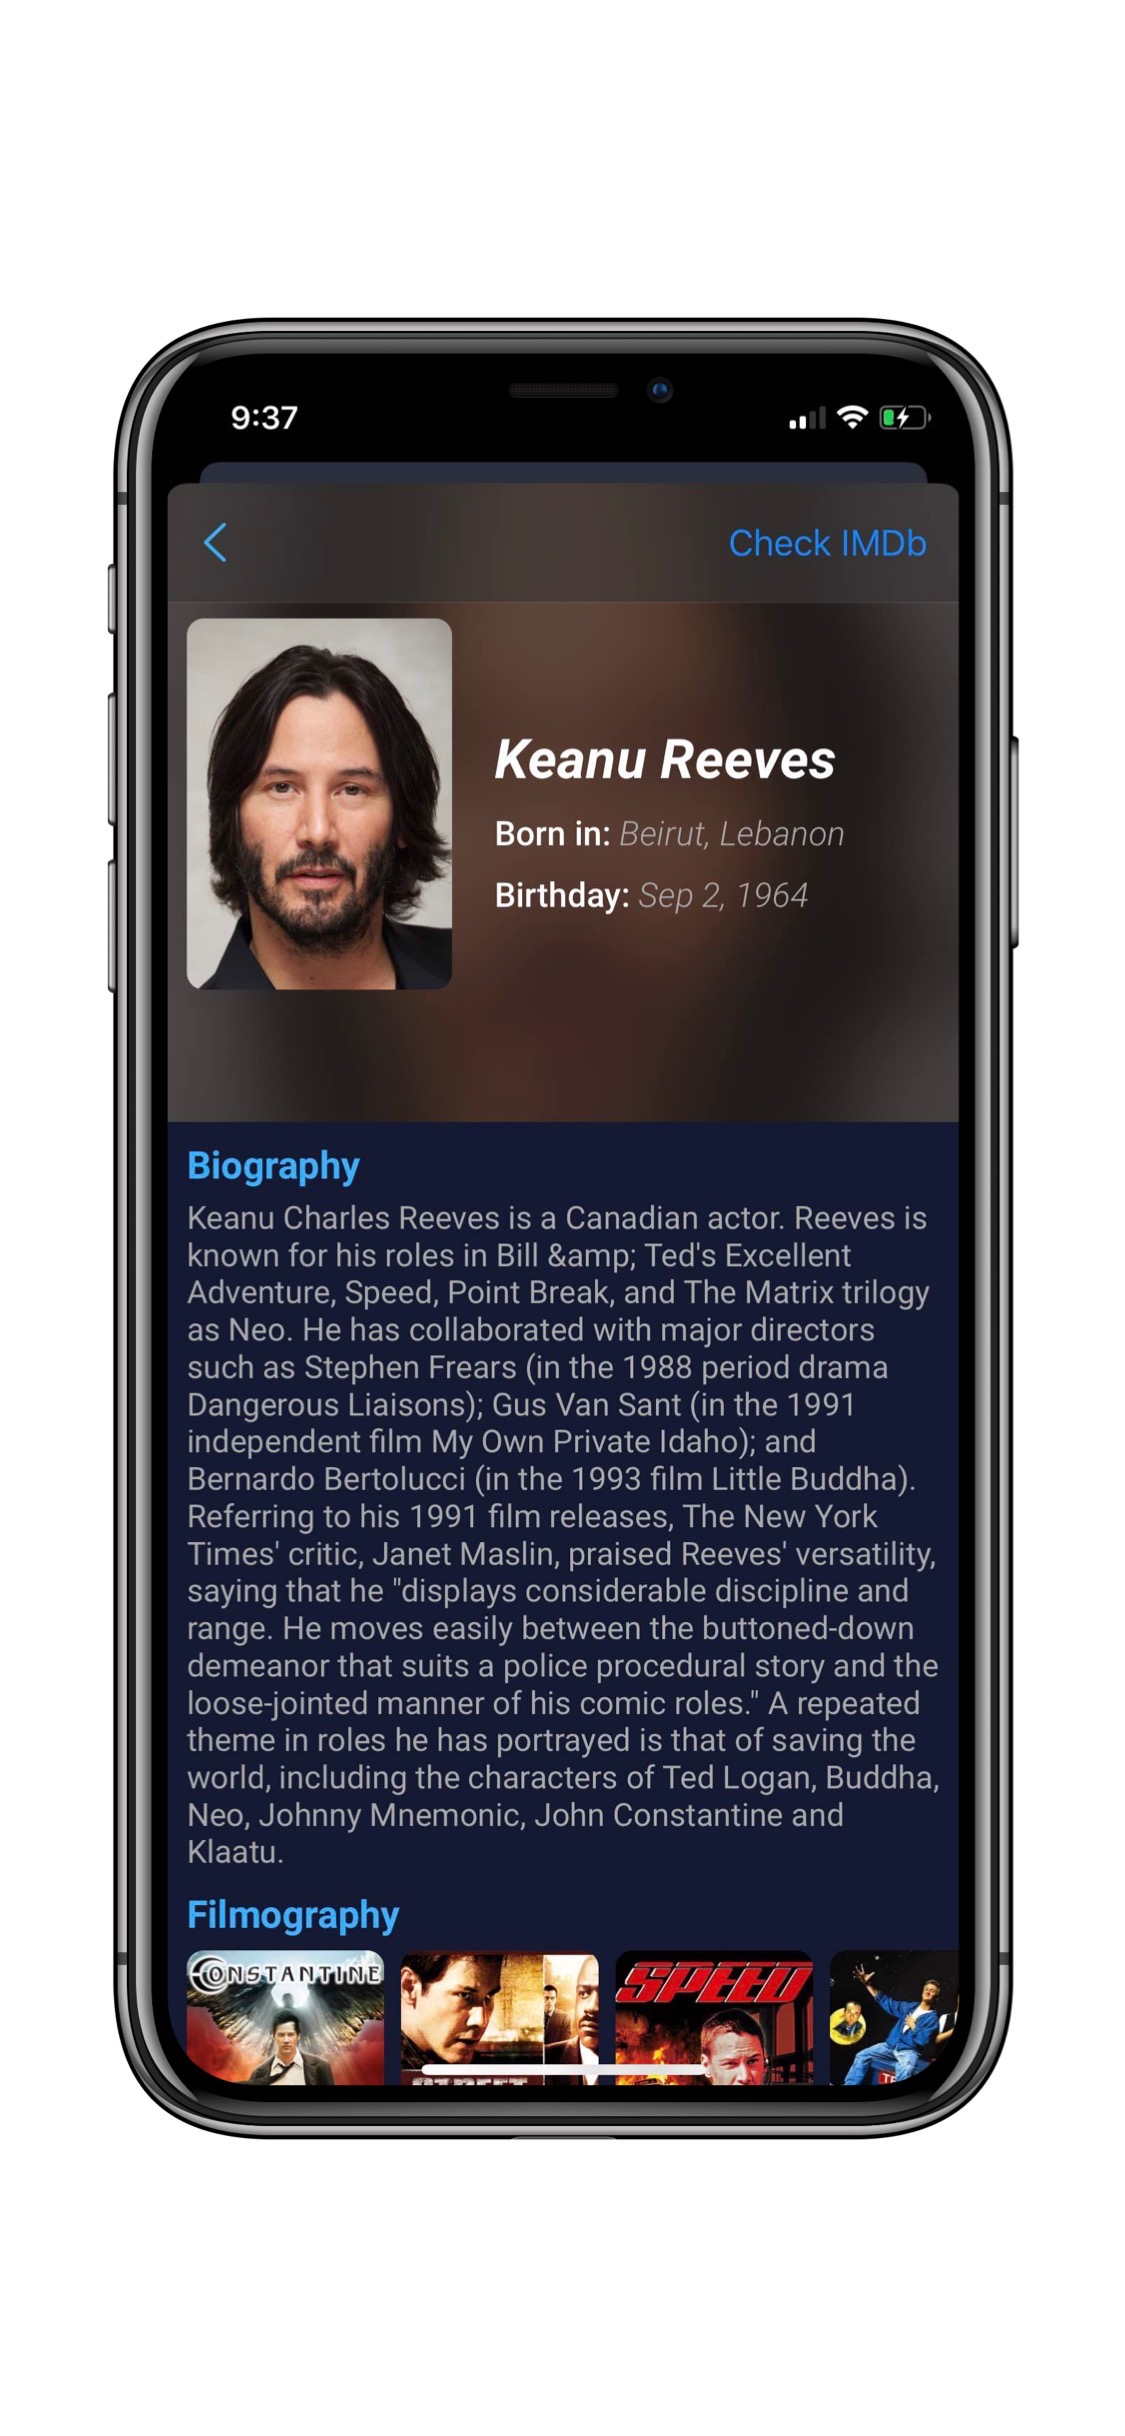 9:37
Check IMDb
Keanu Reeves
Born in: Beirut, Lebanon
Birthday: Sep 2, 1964
Biography
Keanu Charles Reeves is a Canadian actor. Reeves is
known for his roles in Bill &amp; Ted's Excellent
Adventure, Speed, Point Break, and The Matrix trilogy
as Neo. He has collaborated with major directors
such as Stephen Frears (in the 1988 period drama
Dangerous Liaisons); Gus Van Sant (in the 1991
independent film My Own Private Idaho); and
Bernardo Bertolucci (in the 1993 film Little Buddha).
Referring to his 1991 film releases, The New York
Times' critic, Janet Maslin, praised Reeves' versatility,
saying that he "displays considerable discipline and
range. He moves easily between the buttoned-down
demeanor that suits a police procedural story and the
loose-jointed manner of his comic roles." A repeated
theme in roles he has portrayed is that of saving the
world, including the characters of Ted Logan, Buddha,
Neo, Johnny Mnemonic, John Constantine and
Klaatu.
Filmography
CONSTANTINE
STREET
SPEED